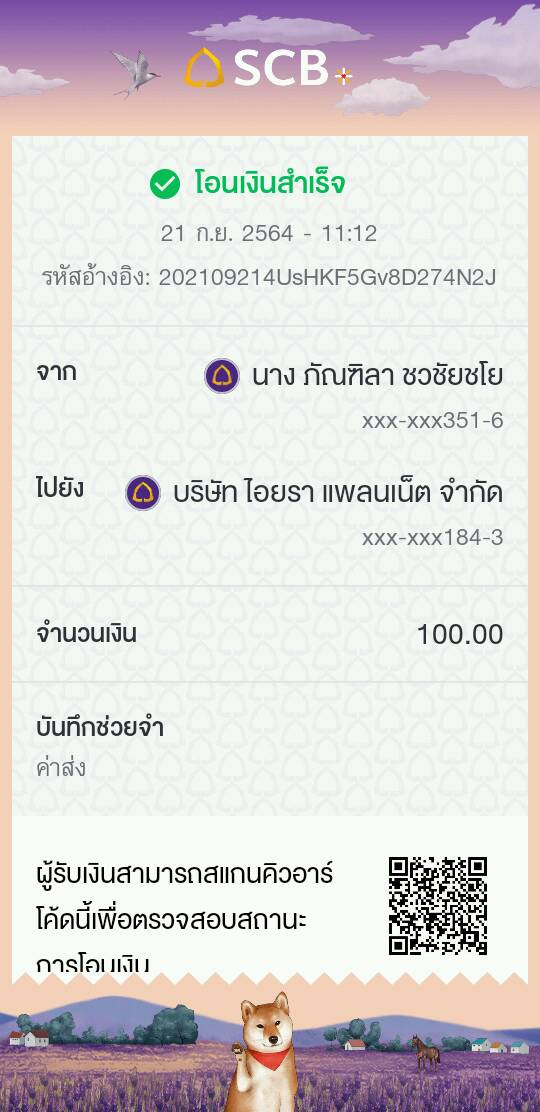 SCB
โอนเงินสำเร็จ
21 ก.ย. 2564 - 11:12
รหัสอ้างอิง: 202109214UsHKF5Gv8D274N2J
จาก นาง ภัณฑิลา ชวชัยชโย
xxx-xxx351-6
ไปยัง บริษัท ไอยรา แพลนเน็ต จำกัด
xxx-xxx184-3
จำนวนเงิน 100.00
บันทึกช่วยจำ
ค่าส่ง
ผู้รับเงินสามารถสแกนคิวอาร์
โค้ดนี้เพื่อตรวจสอบสถานะ
การโอนเงิน